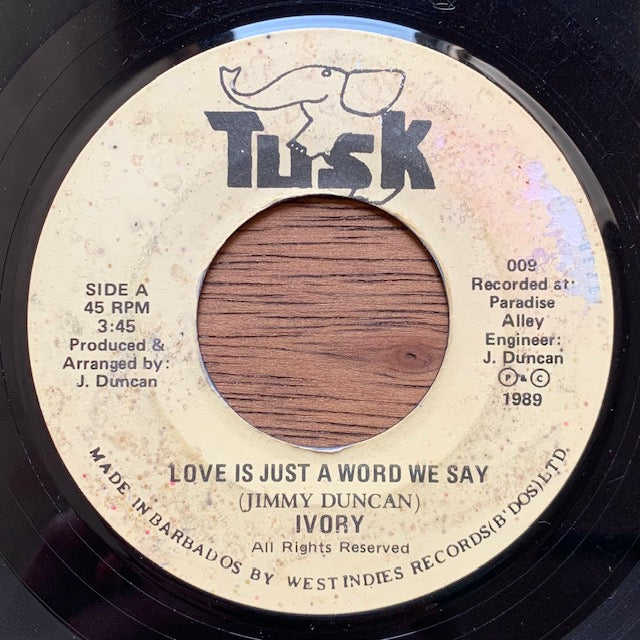 Tusk
SIDE A
45 RPM
3:45
Produced &
Arranged by:
J. Duncan
009
Recorded at:
Paradise
Alley
Engineer:
J. Duncan
Ⓟ & Ⓒ
1989
LOVE IS JUST A WORD WE SAY
(JIMMY DUNCAN)
IVORY
All Rights Reserved
MADE IN BARBADOS BY WEST INDIES RECORDS (B'DOS) LTD.